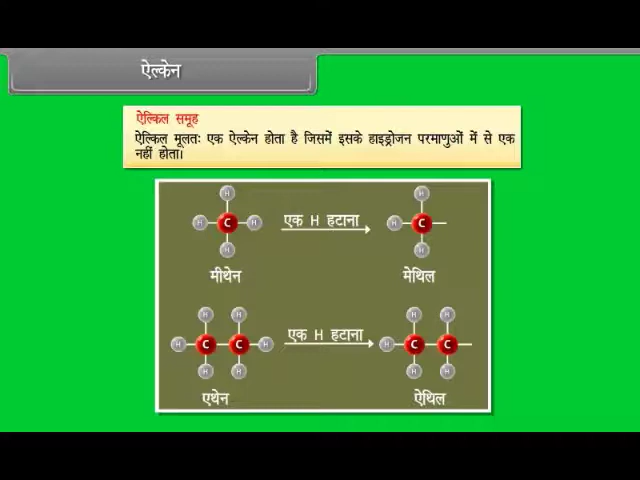 ऐल्केन
ऐल्किल समूह
ऐल्किल मूलतः एक ऐल्केन होता है जिसमें इसके हाइड्रोजन परमाणुओं में से एक
नहीं होता।
H H
H C H एक H हटाना H C
H H
मीथेन मेथिल
H H H H
H C C H एक H हटाना H C C
H H H H
एथेन ऐथिल